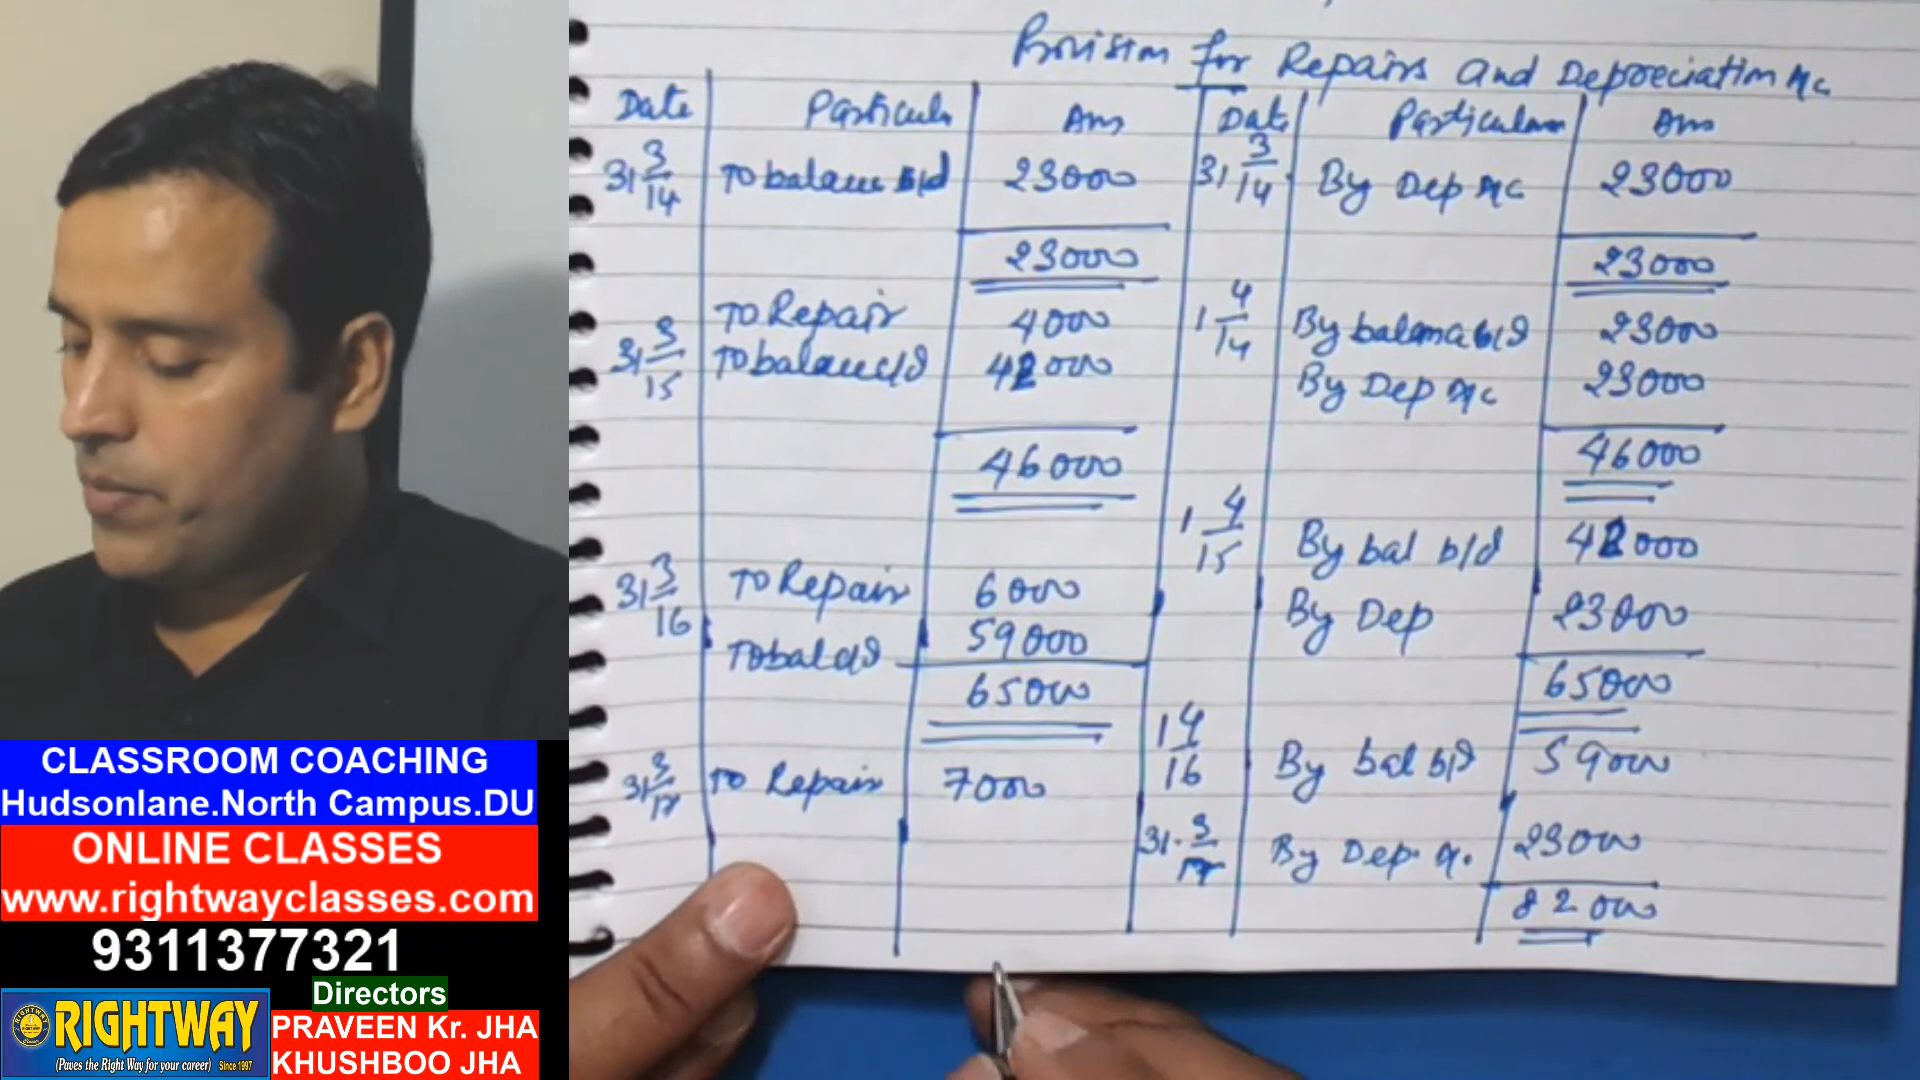 Provision for Repairs and Depreciation A/c
Date Particula Am Date Particulars Am
31 3/14 To balance b/d 23000 31 3/14 By Dep A/c 23000
23000 23000
To Repair 4000 1 4/14 By balance b/d 23000
31 3/15 To balance c/d 42000 By Dep A/c 23000
46000 46000
1 4/15 By bal b/d 42000
31 3/16 To Repair 6000 By Dep 23000
To bal c/d 59000
65000 65000
1 4/16 By bal b/d 59000
31 3/17 To Repair 7000
31. 3/17 By Dep. A. 23000
82000
CLASSROOM COACHING
Hudsonlane.North Campus.DU
ONLINE CLASSES
www.rightwayclasses.com
9311377321
Directors
RIGHTWAY PRAVEEN Kr. JHA
(Paves the Right Way for your career) Since 1997 KHUSHBOO JHA